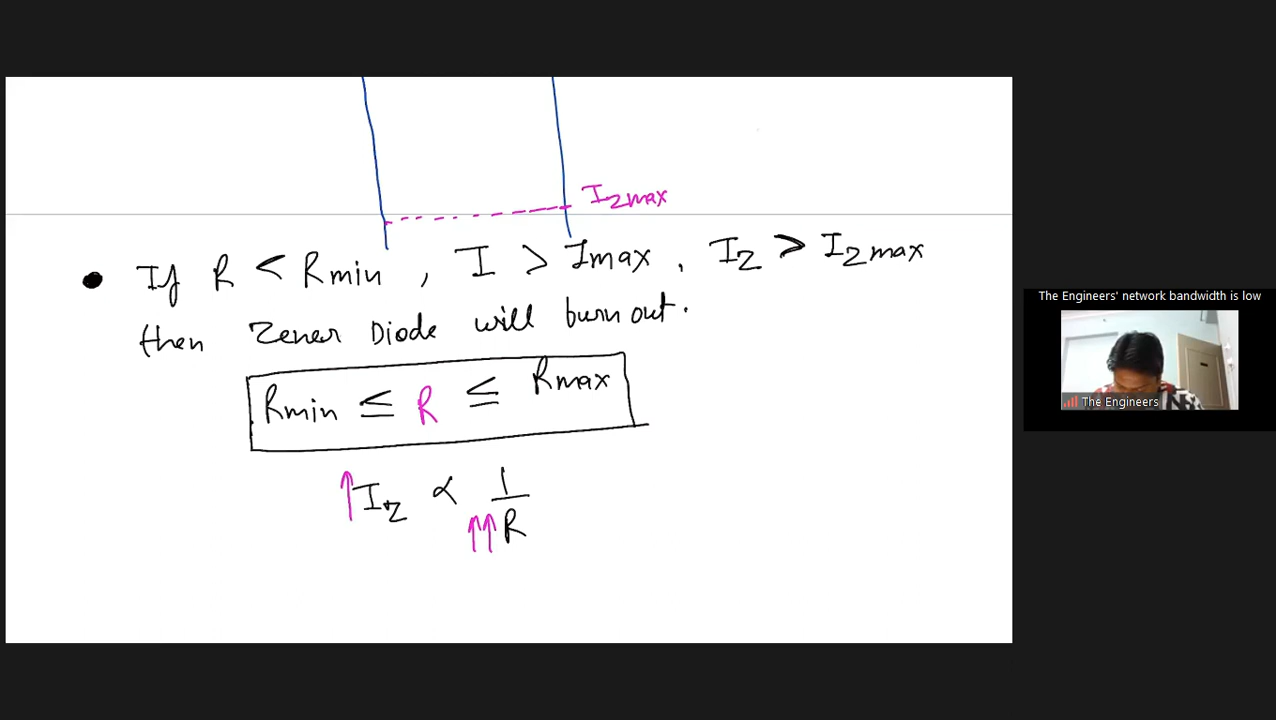 Izmax
• If R < Rmin, I > Imax, Iz > Izmax
then Zener Diode will burn out.
Rmin ≤ R ≤ Rmax
↑Iz ∝ 1/↑↑R
The Engineers' network bandwidth is low
The Engineers